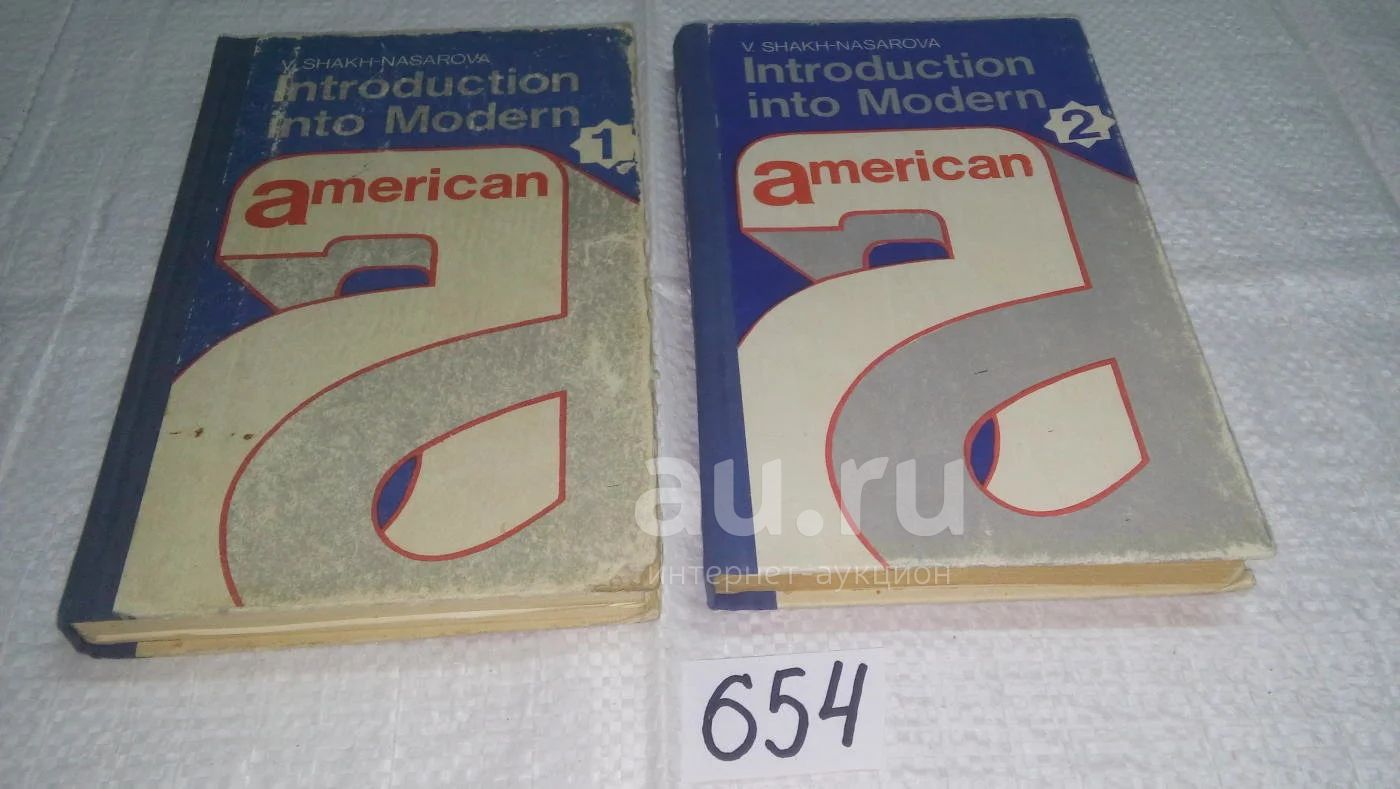 V. SHAKH-NASAROVA
Introduction
into Modern
1
american
V. SHAKH-NASAROVA
Introduction
into Modern
2
american
au.ru
интернет-аукцион
654